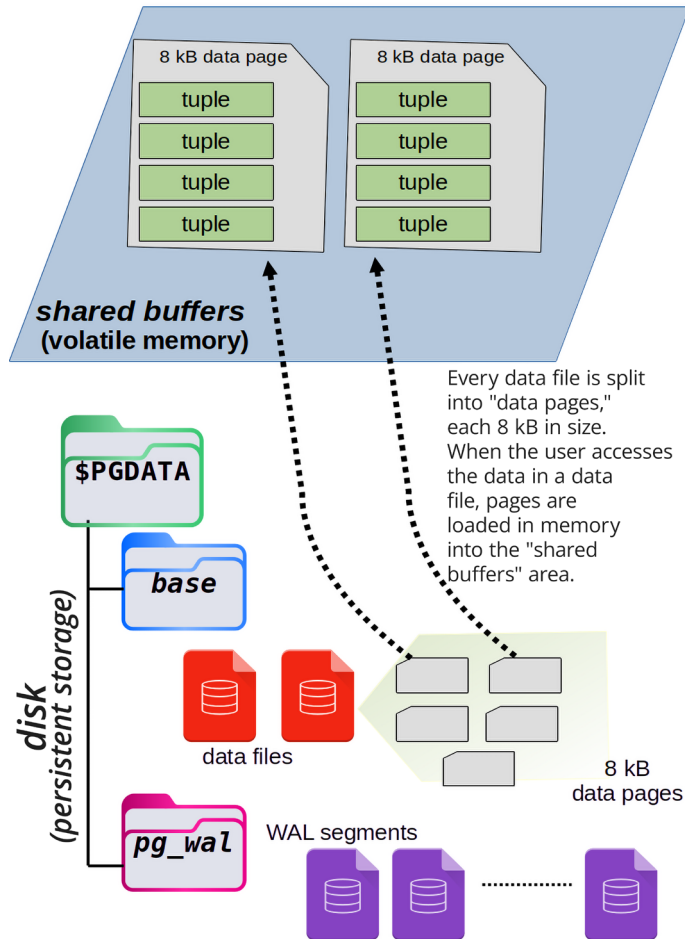 8 kB data page
8 kB data page
tuple
tuple
tuple
tuple
tuple
tuple
tuple
tuple
shared buffers
(volatile memory)
Every data file is split
into "data pages,"
each 8 kB in size.
When the user accesses
the data in a data
file, pages are
loaded in memory
into the "shared
buffers" area.
$PGDATA
base
disk
(persistent storage)
data files
8 kB
data pages
pg_wal
WAL segments